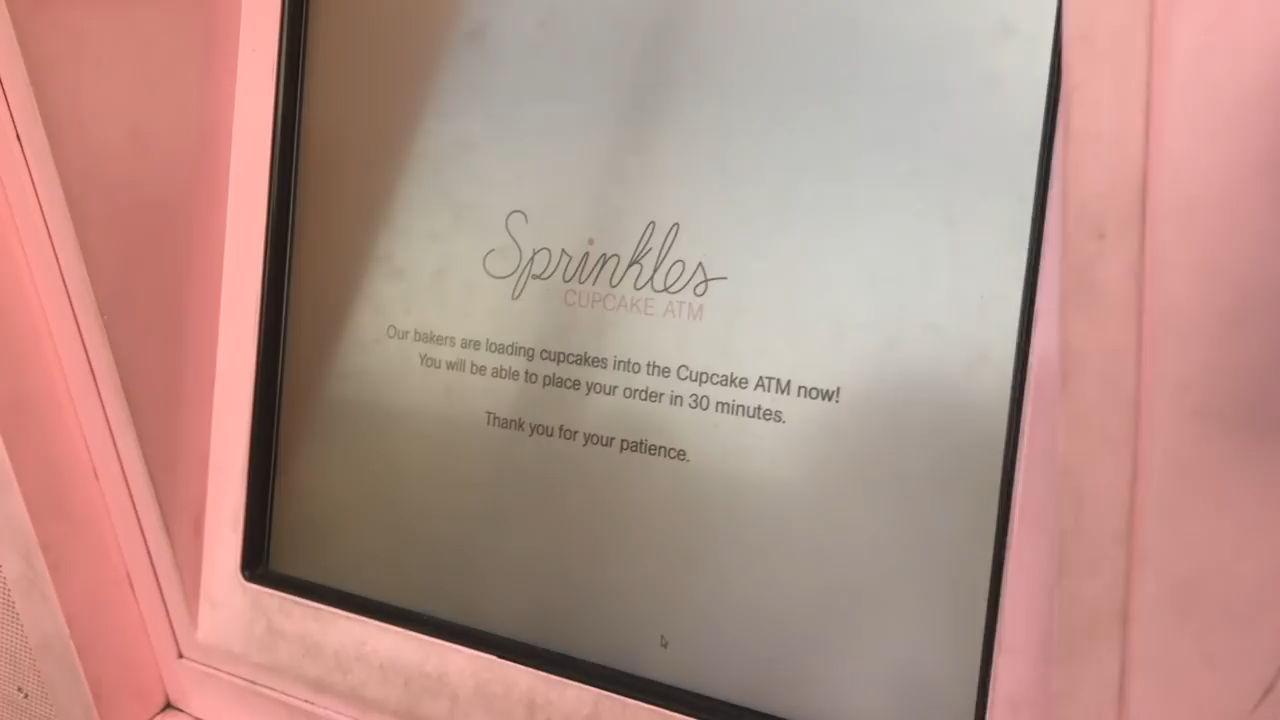 Sprinkles
CUPCAKE ATM
Our bakers are loading cupcakes into the Cupcake ATM now!
You will be able to place your order in 30 minutes.
Thank you for your patience.